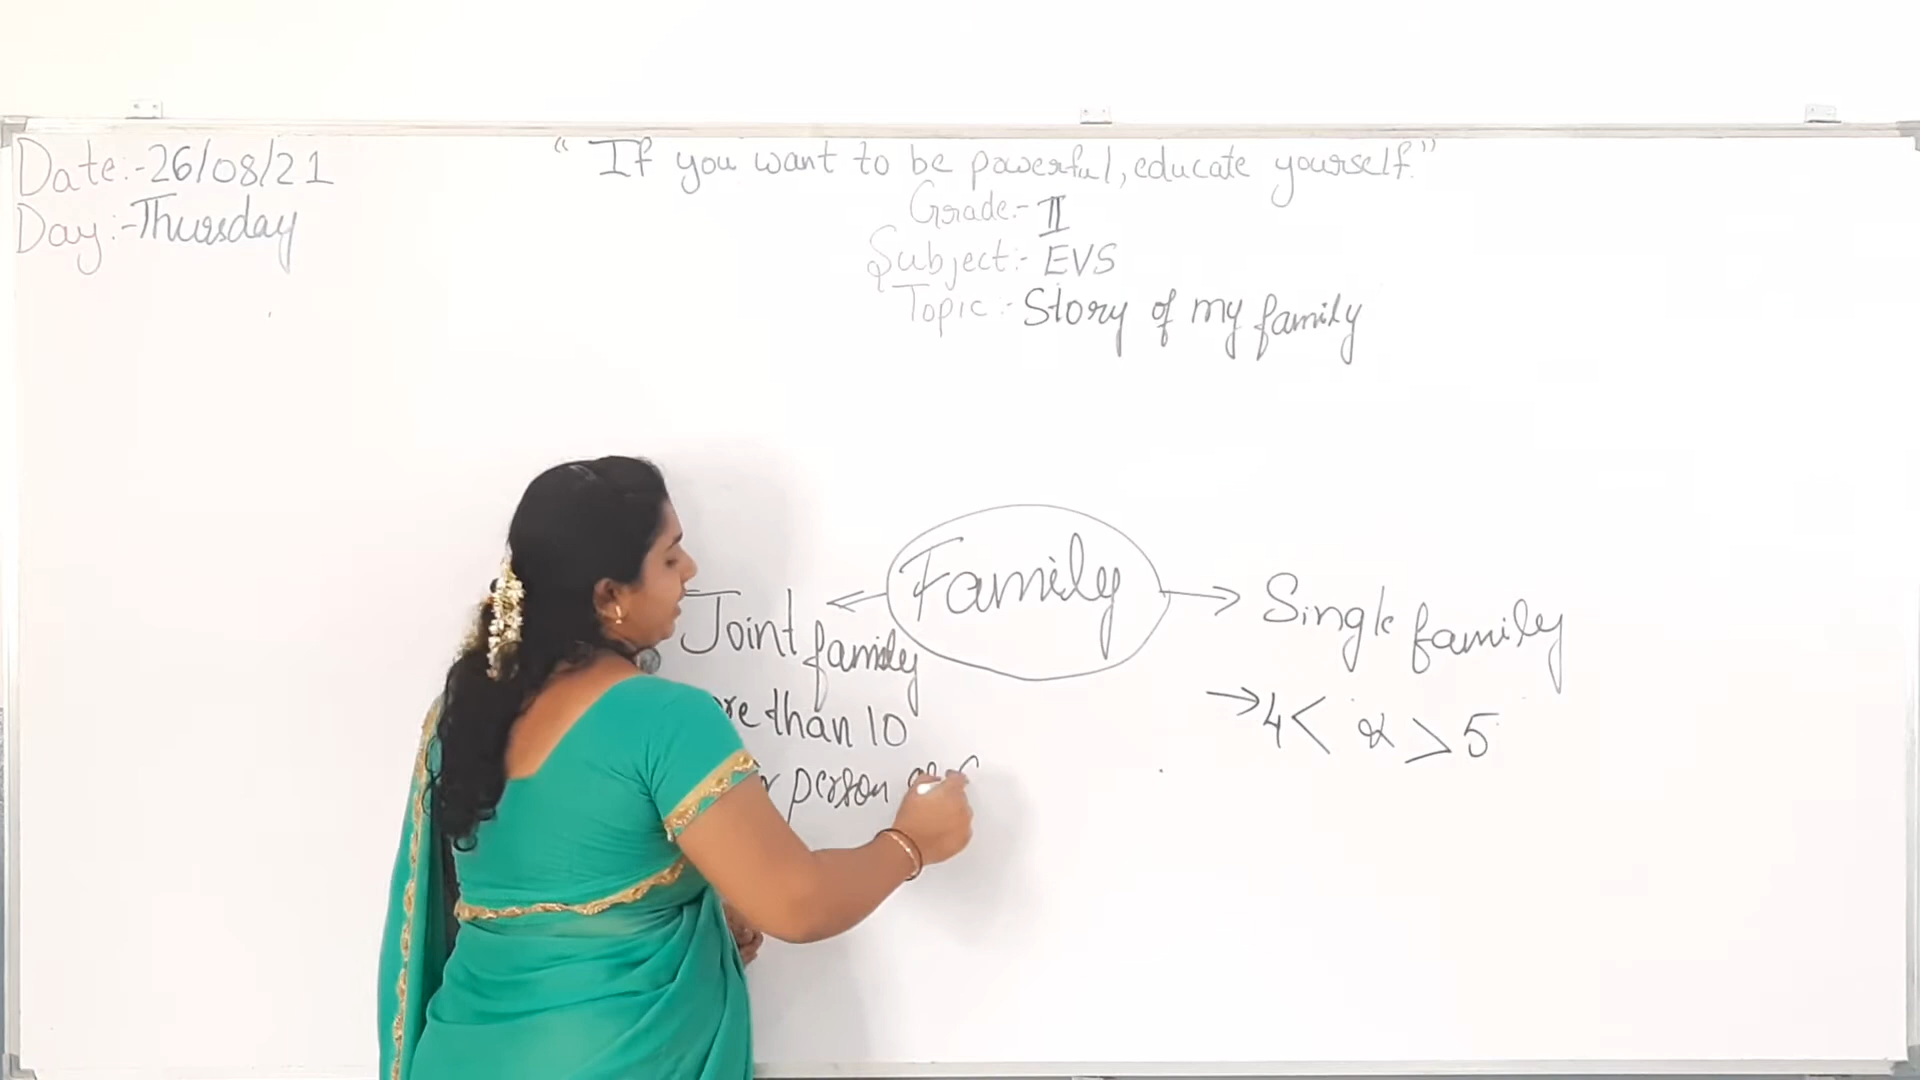 Date:-26/08/21
Day:-Thursday
"If you want to be powerful, educate yourself."
Grade:-II
Subject:- EVS
Topic:- Story of my family
Family
Joint family
than 10
person
Single family
→4< & >5